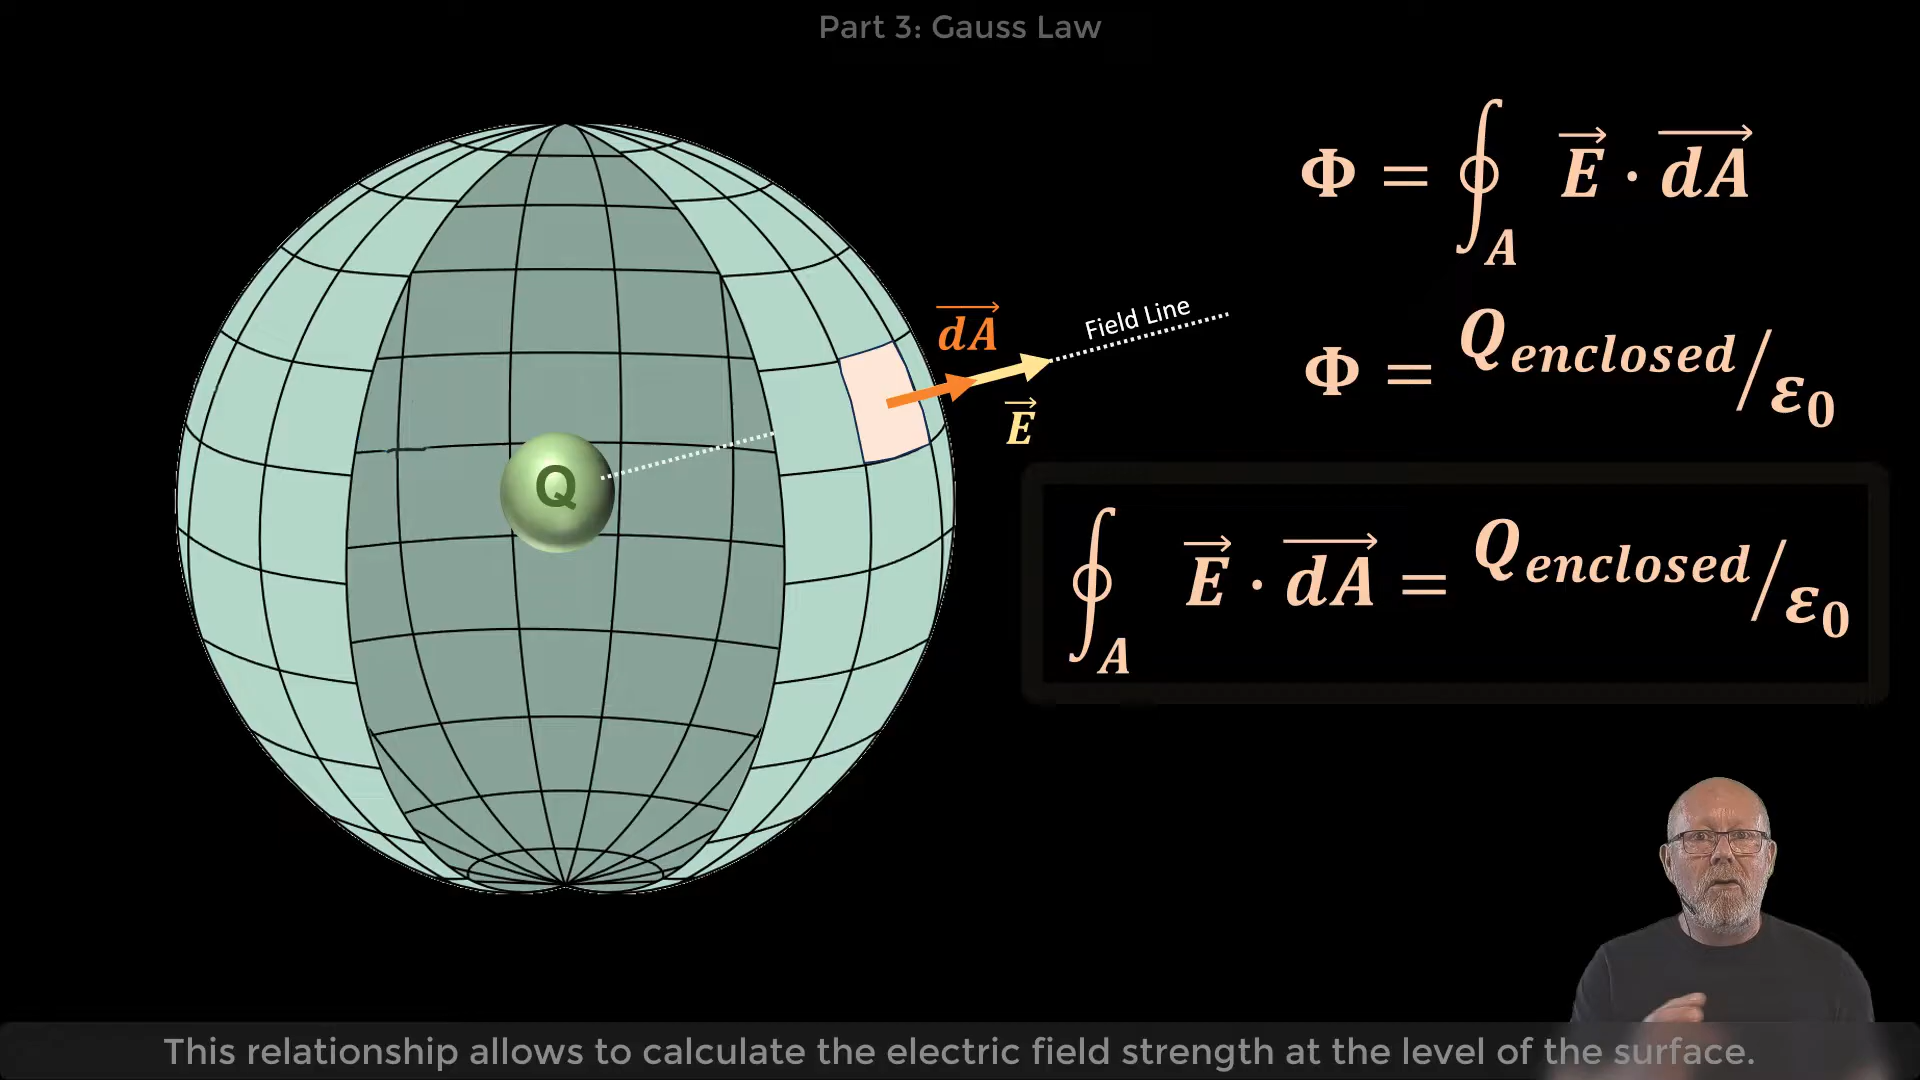 Part 3: Gauss Law
Φ = ∮_A E⃗ · dA⃗
Φ = Q_enclosed/ε₀
dA⃗
Field Line
E⃗
Q
∮_A E⃗ · dA⃗ = Q_enclosed/ε₀
This relationship allows to calculate the electric field strength at the level of the surface.